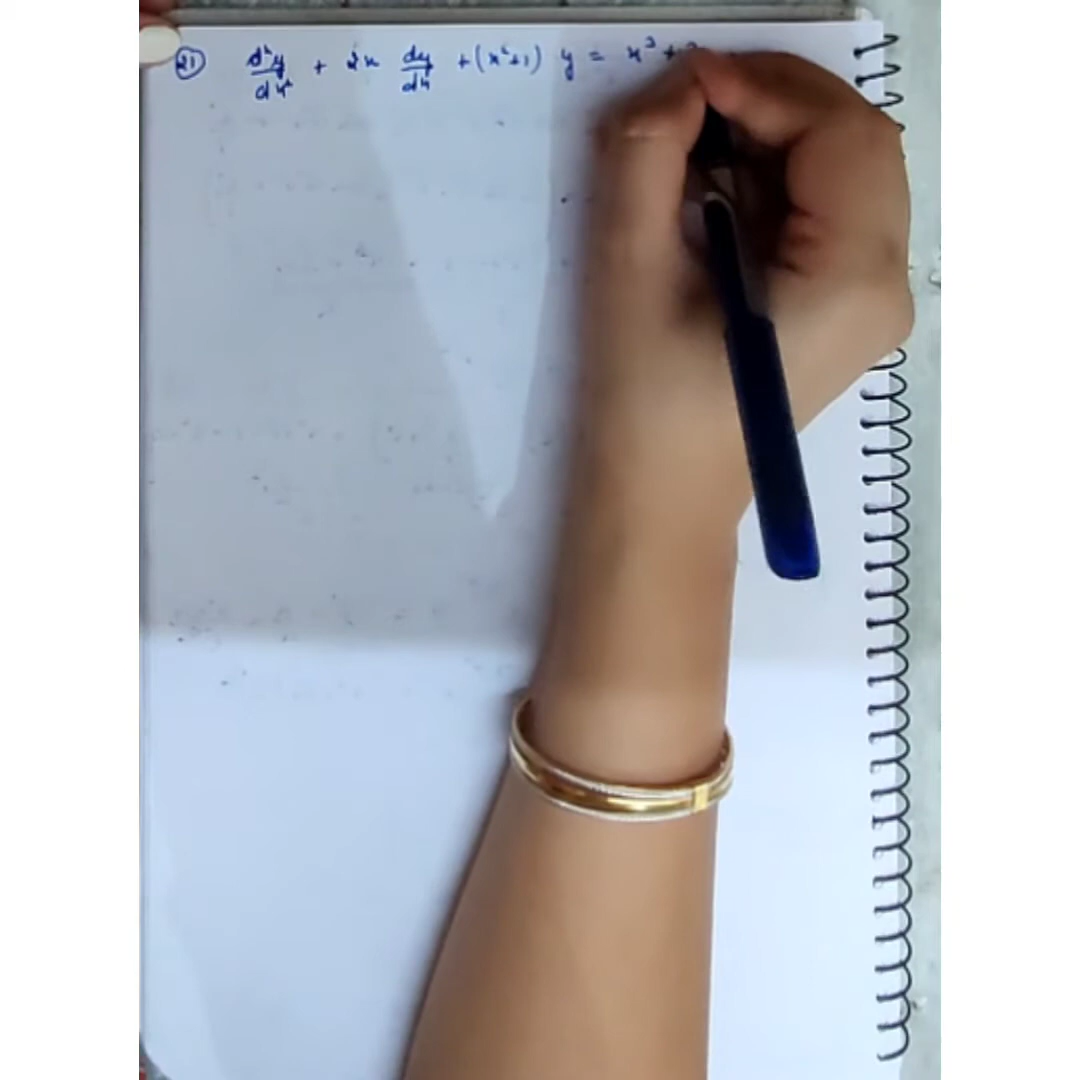 (21) d²y/dx² + 2x dy/dx + (x²+1) y = x³ +